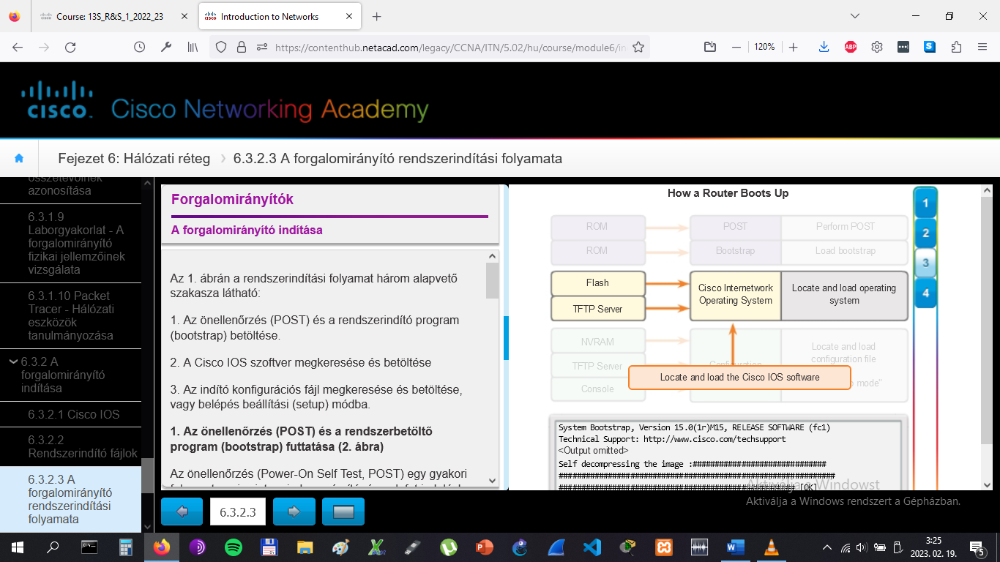 Course: 13S_R&S_1_2022_23
Introduction to Networks
https://contenthub.netacad.com/legacy/CCNA/ITN/5.02/hu/course/module6/in
120%
ABP
CISCO
Cisco Networking Academy
Fejezet 6: Hálózati réteg
6.3.2.3 A forgalomirányító rendszerindítási folyamata
összetevőinek
azonosítása
6.3.1.9
Laborgyakorlat - A
forgalomirányító
fizikai jellemzőinek
vizsgálata
6.3.1.10 Packet
Tracer - Hálózati
eszközök
tanulmányozása
6.3.2 A
forgalomirányító
indítása
6.3.2.1 Cisco IOS
6.3.2.2
Rendszerindító fájlok
6.3.2.3 A
forgalomirányító
rendszerindítási
folyamata
Forgalomirányítók
A forgalomirányító indítása
Az 1. ábrán a rendszerindítási folyamat három alapvető
szakasza látható:
1. Az önellenőrzés (POST) és a rendszerindító program
(bootstrap) betöltése.
2. A Cisco IOS szoftver megkeresése és betöltése
3. Az indító konfigurációs fájl megkeresése és betöltése,
vagy belépés beállítási (setup) módba.
1. Az önellenőrzés (POST) és a rendszerbetöltő
program (bootstrap) futtatása (2. ábra)
Az önellenőrzés (Power-On Self Test, POST) egy gyakori
6.3.2.3
How a Router Boots Up
ROM
POST
Perform POST
ROM
Bootstrap
Load bootstrap
Flash
TFTP Server
Cisco Internetwork
Operating System
Locate and load operating
system
NVRAM
TFTP Server
Console
Configuration
Locate and load
configuration file
mode"
Locate and load the Cisco IOS software
1
2
3
4
System Bootstrap, Version 15.0(1r)M15, RELEASE SOFTWARE (fc1)
Technical Support: http://www.cisco.com/techsupport
<Output omitted>
Self decompressing the image :##############################
##############################################################
##################################################### [OK]
Aktiválja a Windowst
Aktiválja a Windows rendszert a Gépházban.
3:25
2023. 02. 19.
5